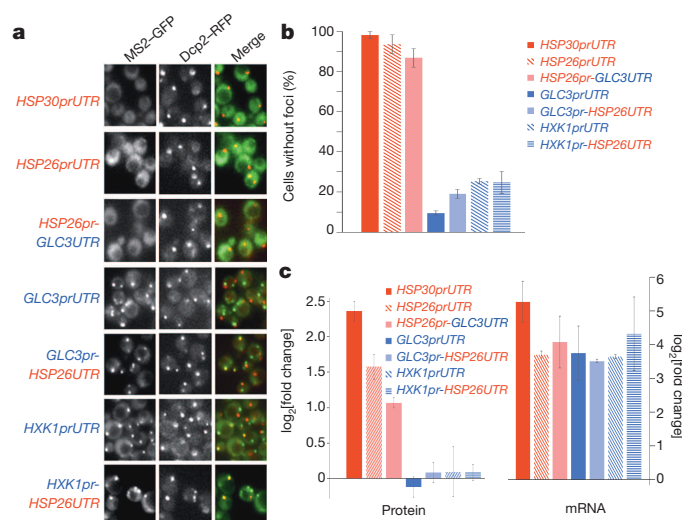 a
MS2–GFP
Dcp2–RFP
Merge
HSP30prUTR
HSP26prUTR
HSP26pr-
GLC3UTR
GLC3prUTR
GLC3pr-
HSP26UTR
HXK1prUTR
HXK1pr-
HSP26UTR
b
Cells without foci (%)
100
80
60
40
20
0
HSP30prUTR
HSP26prUTR
HSP26pr-GLC3UTR
GLC3prUTR
GLC3pr-HSP26UTR
HXK1prUTR
HXK1pr-HSP26UTR
c
log2[fold change]
2.5
2.0
1.5
1.0
0.5
0
HSP30prUTR
HSP26prUTR
HSP26pr-GLC3UTR
GLC3prUTR
GLC3pr-HSP26UTR
HXK1prUTR
HXK1pr-HSP26UTR
Protein
mRNA
6
5
4
3
2
1
0
log2[fold change]